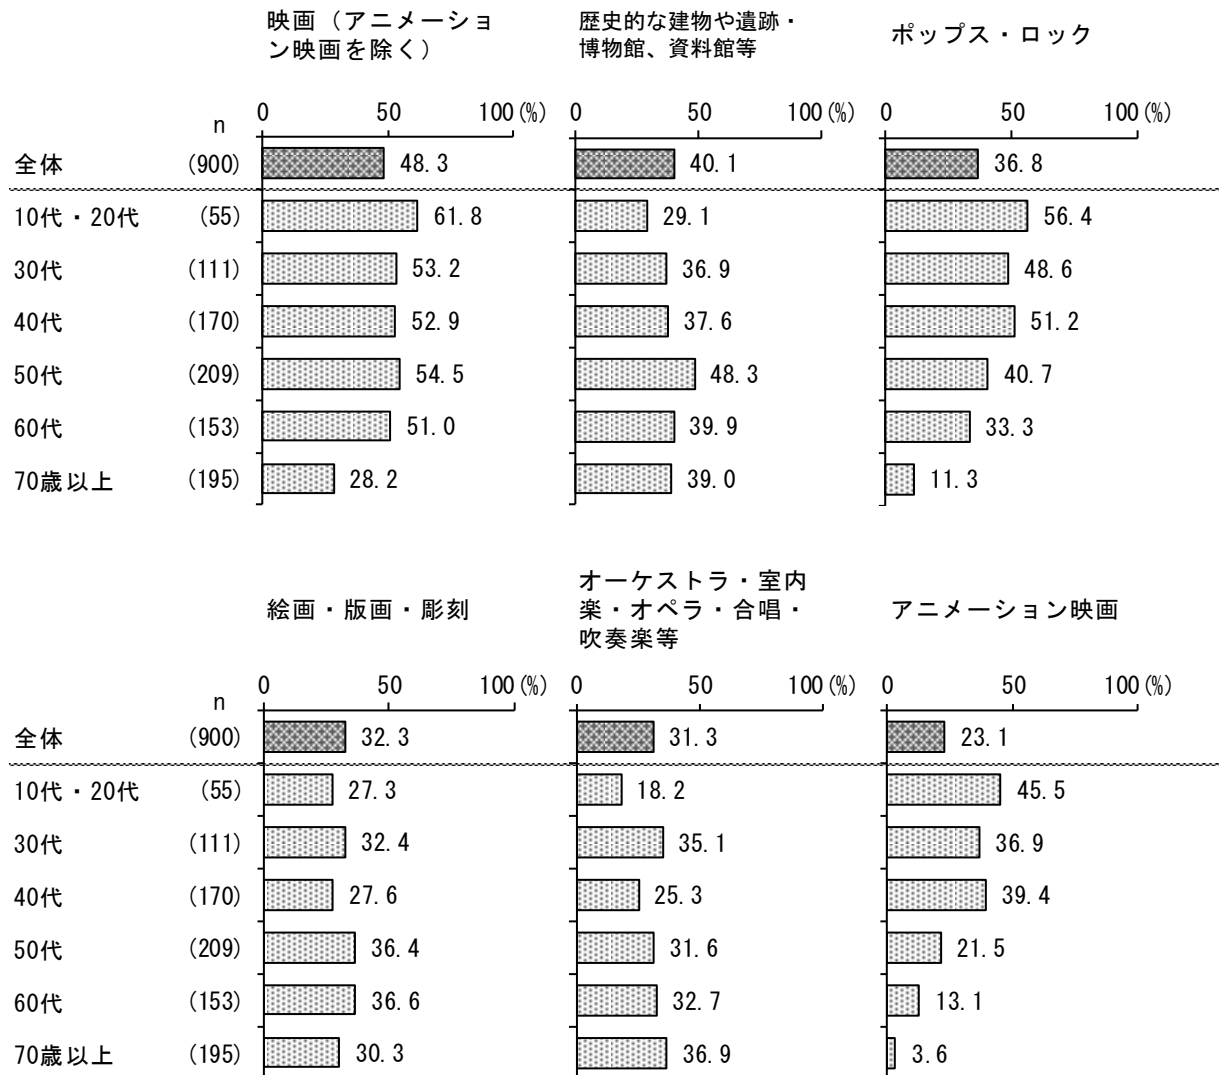 映画（アニメーショ
ン映画を除く）
歴史的な建物や遺跡・
博物館、資料館等
ポップス・ロック
n 0 50 100(%) 0 50 100(%) 0 50 100(%)
全体 (900) 48.3 40.1 36.8
10代・20代 (55) 61.8 29.1 56.4
30代 (111) 53.2 36.9 48.6
40代 (170) 52.9 37.6 51.2
50代 (209) 54.5 48.3 40.7
60代 (153) 51.0 39.9 33.3
70歳以上 (195) 28.2 39.0 11.3
絵画・版画・彫刻
オーケストラ・室内
楽・オペラ・合唱・
吹奏楽等
アニメーション映画
n 0 50 100(%) 0 50 100(%) 0 50 100(%)
全体 (900) 32.3 31.3 23.1
10代・20代 (55) 27.3 18.2 45.5
30代 (111) 32.4 35.1 36.9
40代 (170) 27.6 25.3 39.4
50代 (209) 36.4 31.6 21.5
60代 (153) 36.6 32.7 13.1
70歳以上 (195) 30.3 36.9 3.6